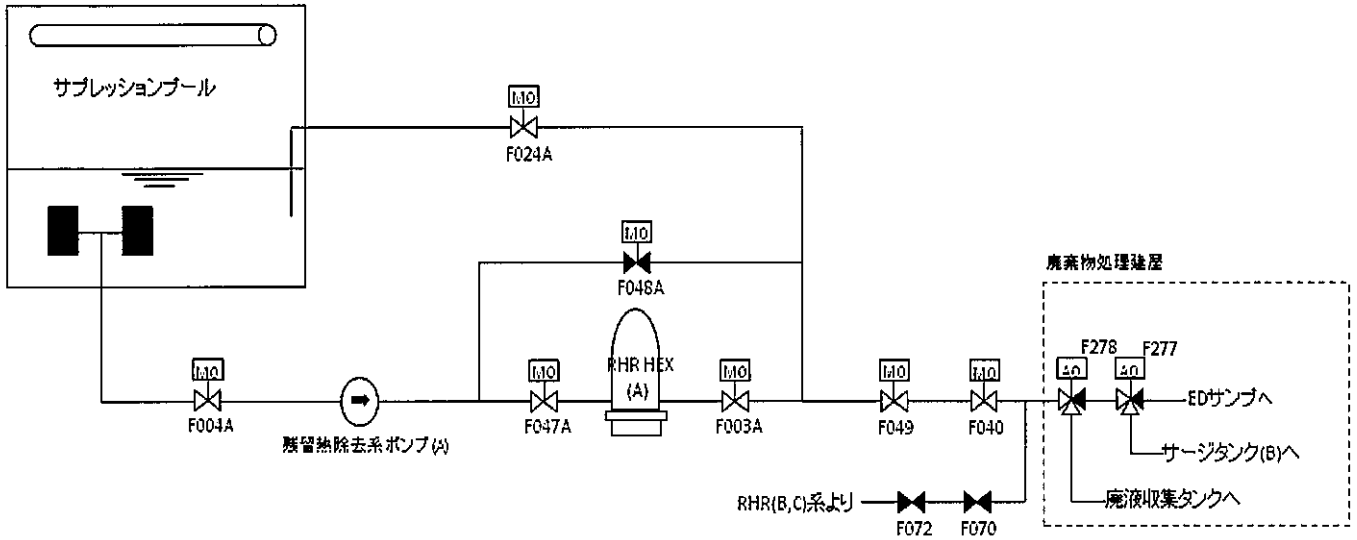 サプレッションプール
MO
F024A
MO
F048A
廃棄物処理建屋
F278
F277
MO
F004A
残留熱除去系ポンプ(A)
MO
F047A
RHR HEX
(A)
MO
F003A
MO
F049
MO
F040
AO
AO
EDサンプへ
サージタンク(B)へ
廃液収集タンクへ
RHR(B,C)系より
F072
F070